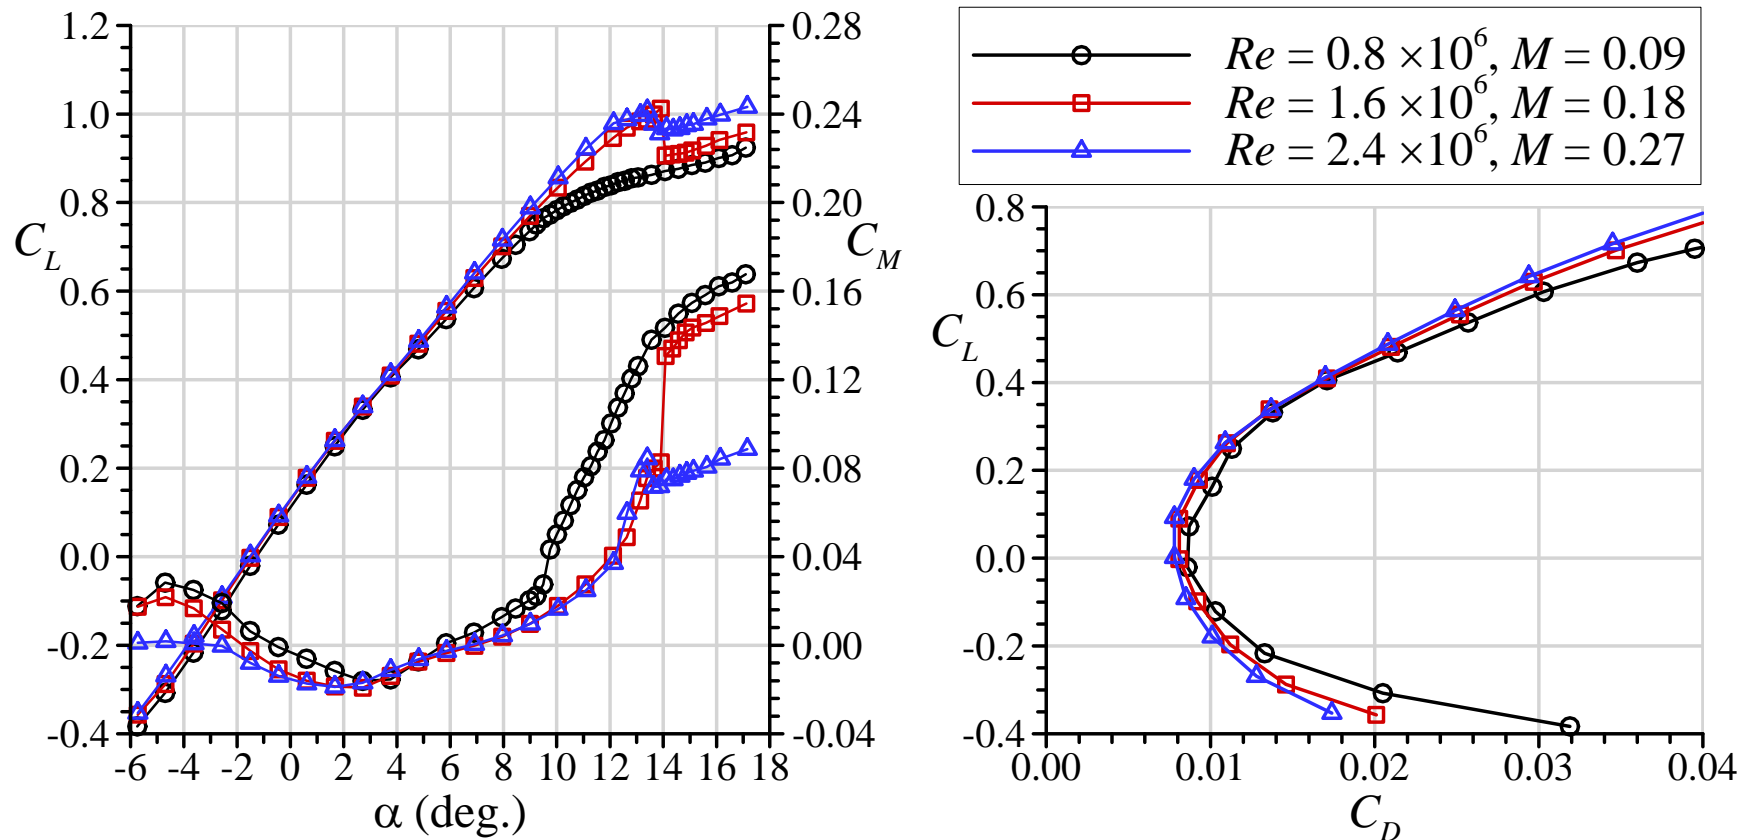 1.2
1.0
0.8
0.6
0.4
0.2
0.0
-0.2
-0.4
C_L
-6 -4 -2 0 2 4 6 8 10 12 14 16 18
α (deg.)
0.28
0.24
0.20
0.16
0.12
0.08
0.04
0.00
-0.04
C_M
Re = 0.8 ×10^6, M = 0.09
Re = 1.6 ×10^6, M = 0.18
Re = 2.4 ×10^6, M = 0.27
0.8
0.6
0.4
0.2
0.0
-0.2
-0.4
C_L
0.00 0.01 0.02 0.03 0.04
C_D